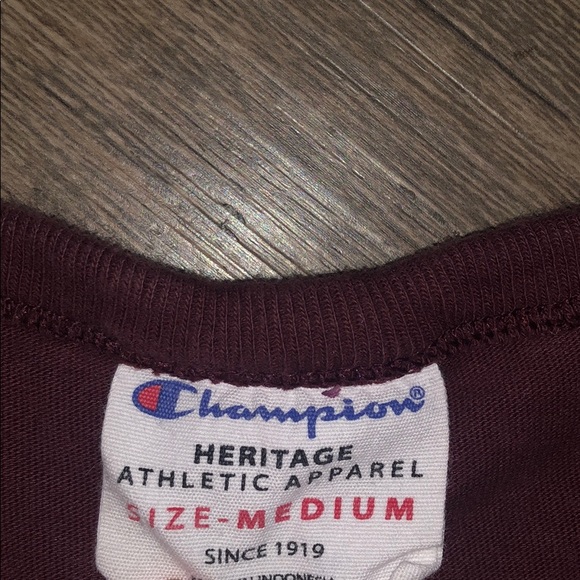 Champion®
HERITAGE
ATHLETIC APPAREL
SIZE-MEDIUM
SINCE 1919